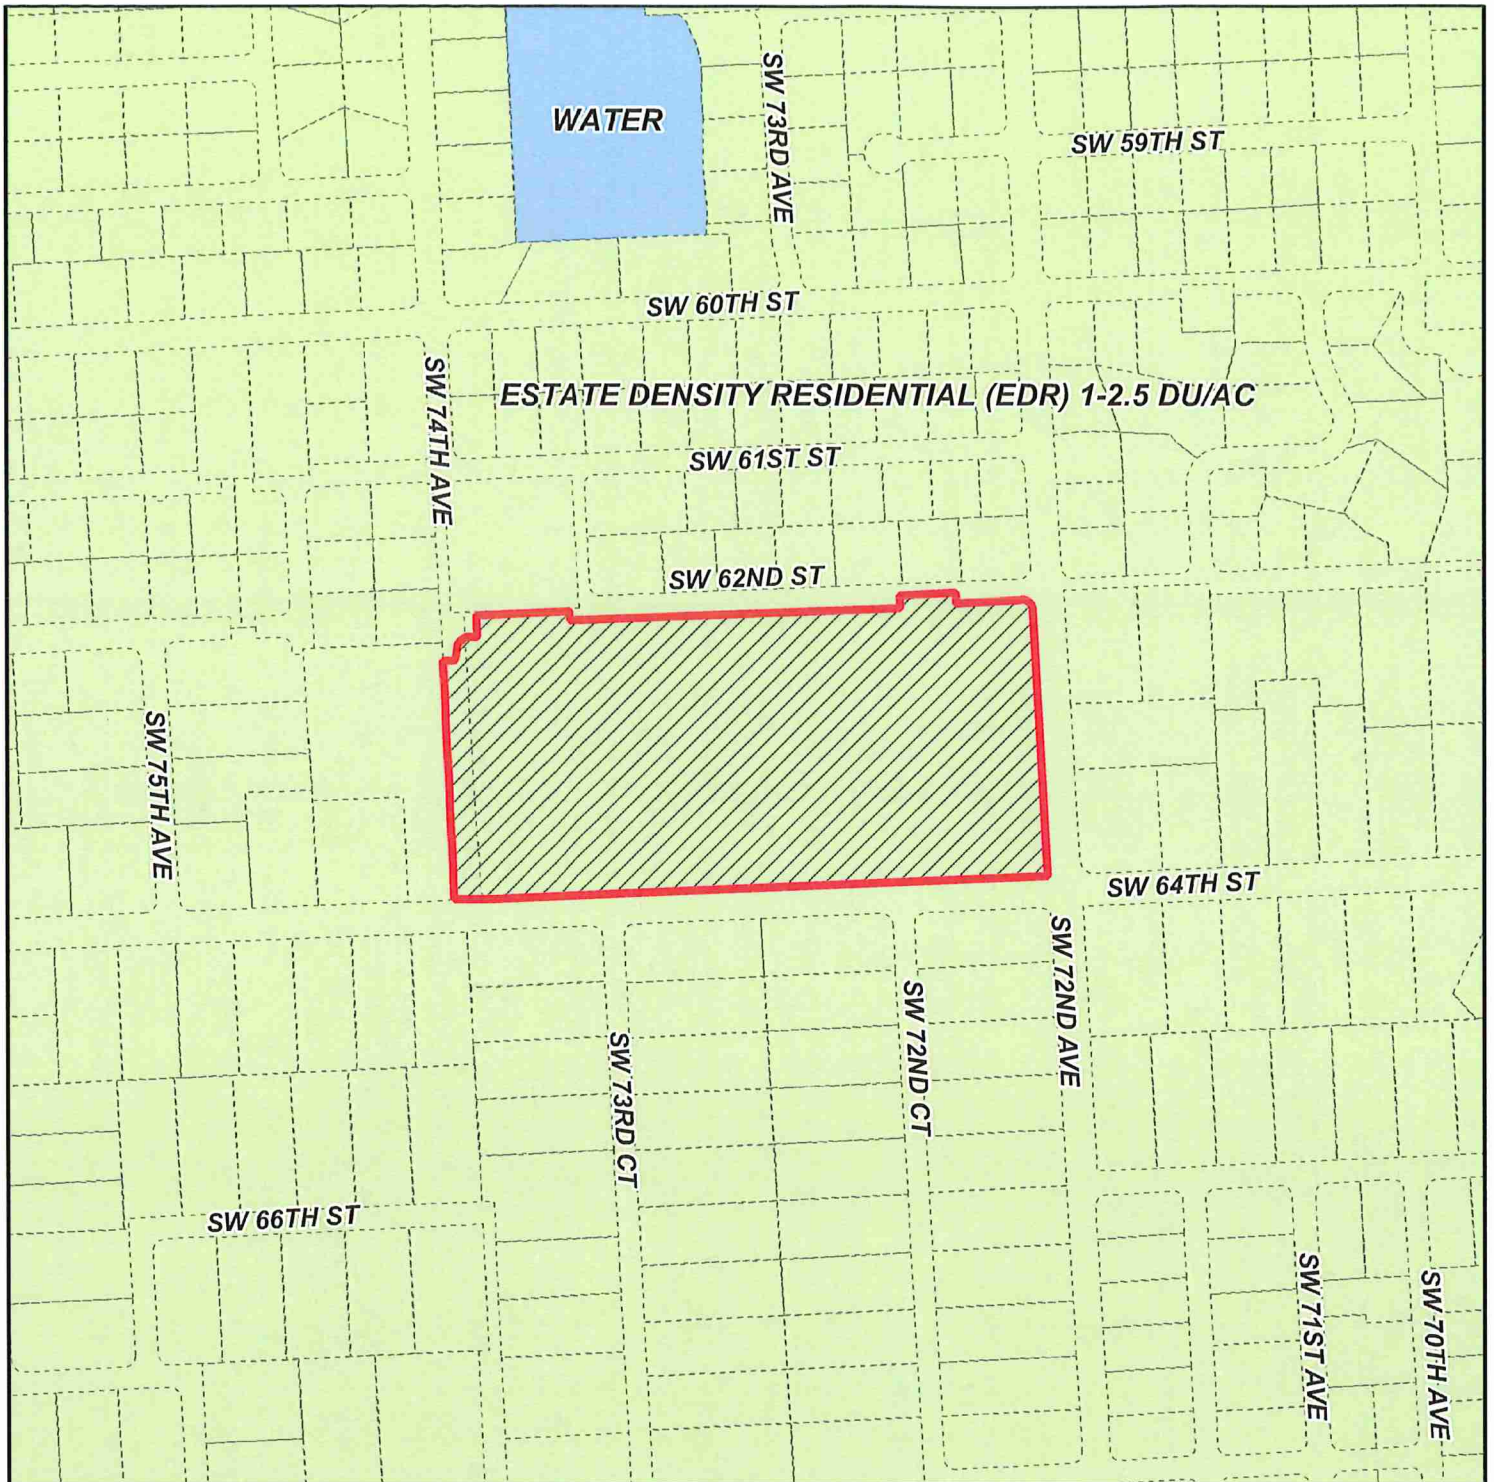 WATER
SW 73RD AVE
SW 59TH ST
SW 60TH ST
SW 74TH AVE
ESTATE DENSITY RESIDENTIAL (EDR) 1-2.5 DU/AC
SW 61ST ST
SW 62ND ST
SW 75TH AVE
SW 64TH ST
SW 72ND AVE
SW 72ND CT
SW 73RD CT
SW 66TH ST
SW 71ST AVE
SW 70TH AVE